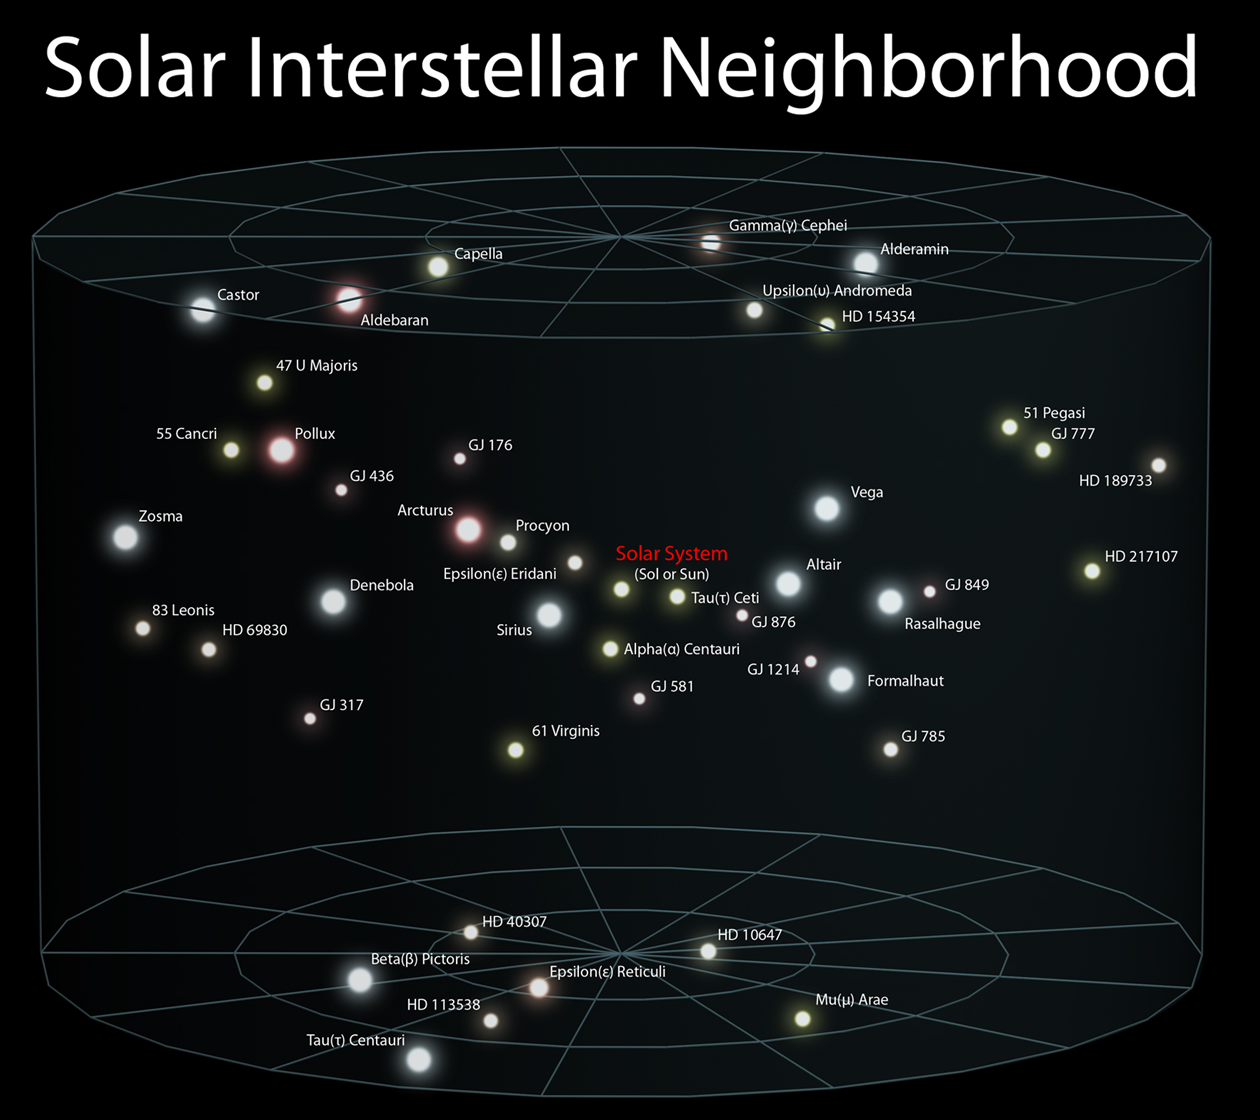 Solar Interstellar Neighborhood
Gamma(γ) Cephei
Alderamin
Capella
Castor
Upsilon(υ) Andromeda
Aldebaran
HD 154354
47 U Majoris
51 Pegasi
55 Cancri
Pollux
GJ 777
GJ 176
GJ 436
HD 189733
Vega
Arcturus
Zosma
Procyon
Solar System
HD 217107
Altair
Epsilon(ε) Eridani
(Sol or Sun)
Denebola
GJ 849
Tau(τ) Ceti
83 Leonis
GJ 876
Rasalhague
HD 69830
Sirius
Alpha(α) Centauri
GJ 1214
Formalhaut
GJ 581
GJ 317
61 Virginis
GJ 785
HD 40307
HD 10647
Beta(β) Pictoris
Epsilon(ε) Reticuli
Mu(μ) Arae
HD 113538
Tau(τ) Centauri